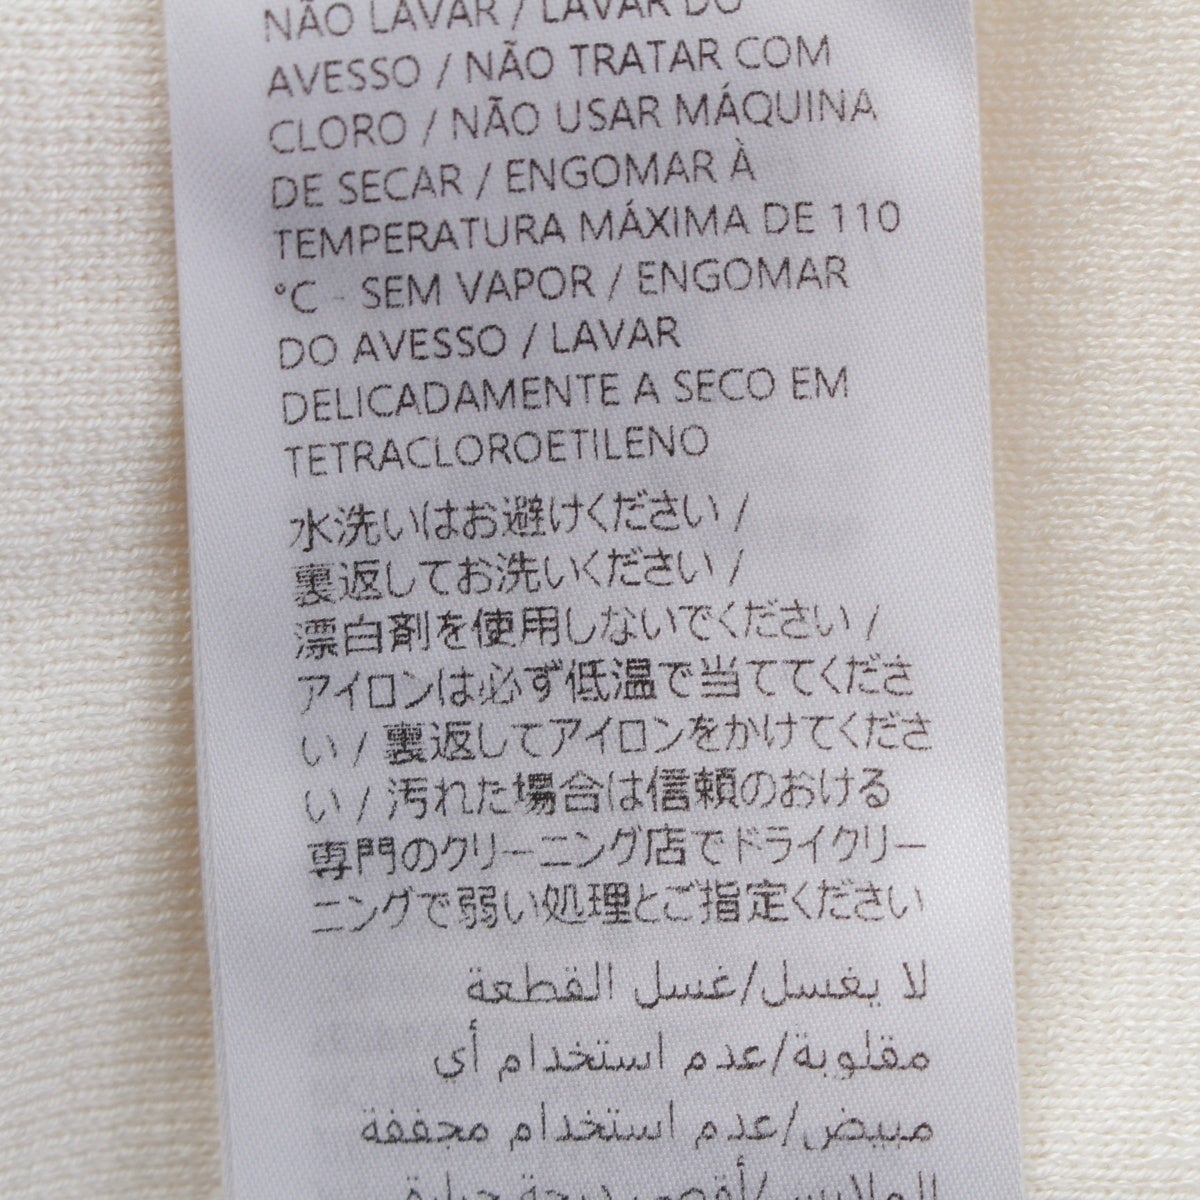 NÃO LAVAR / LAVAR DO
AVESSO / NÃO TRATAR COM
CLORO / NÃO USAR MÁQUINA
DE SECAR / ENGOMAR À
TEMPERATURA MÁXIMA DE 110
°C - SEM VAPOR / ENGOMAR
DO AVESSO / LAVAR
DELICADAMENTE A SECO EM
TETRACLOROETILENO
水洗いはお避けください /
裏返してお洗いください /
漂白剤を使用しないでください /
アイロンは必ず低温で当ててくださ
い / 裏返してアイロンをかけてくださ
い / 汚れた場合は信頼のおける
専門のクリーニング店でドライクリー
ニングで弱い処理とご指定ください
لا يغسل/غسل القطعة
مقلوبة/عدم استخدام أي
مبيض/عدم استخدام مجففة
الملابس/أقصى درجة حرارة